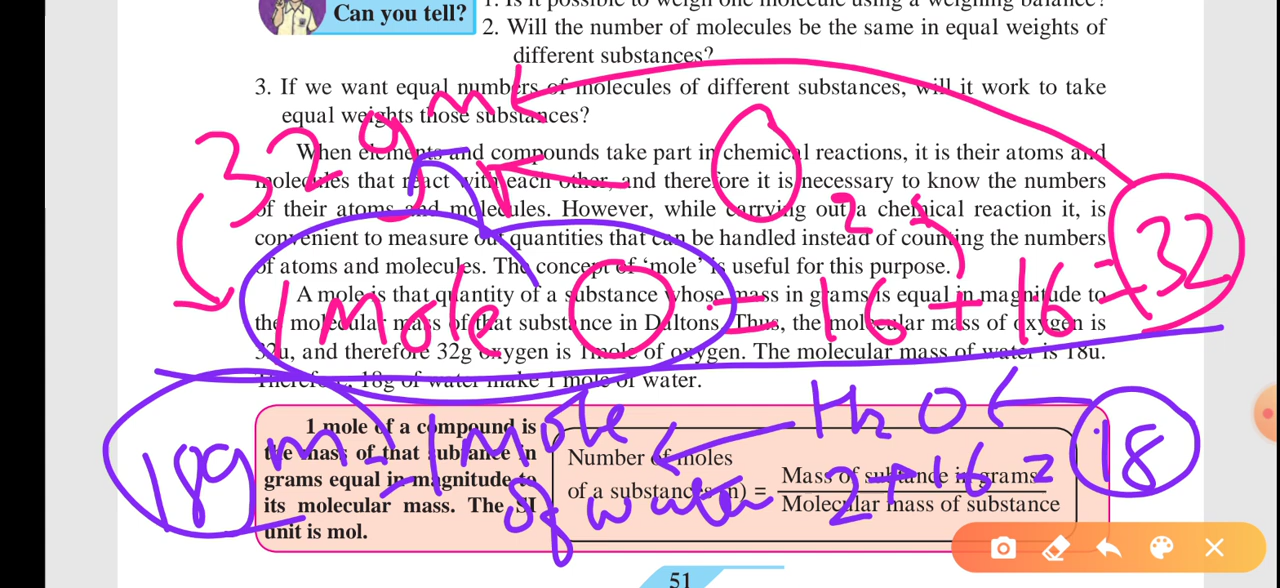 Can you tell?
1. Is it possible to weigh one molecule using a weighing balance?
2. Will the number of molecules be the same in equal weights of
different substances?
3. If we want equal numbers of molecules of different substances, will it work to take
equal weights those substances?
32gm
When elements and compounds take part in chemical reactions, it is their atoms and
molecules that react with each other, and therefore it is necessary to know the numbers
of their atoms and molecules. However, while carrying out a chemical reaction it, is
convenient to measure out quantities that can be handled instead of counting the numbers
of atoms and molecules. The concept of ‘mole’ is useful for this purpose.
O2
A mole is that quantity of a substance whose mass in grams is equal in magnitude to
the molecular mass of that substance in Daltons. Thus, the molecular mass of oxygen is
32u, and therefore 32g oxygen is 1mole of oxygen. The molecular mass of water is 18u.
Therefore, 18g of water make 1 mole of water.
1 mole O = 16+16 = 32
1 mole of a compound is
the mass of that substance in
grams equal in magnitude to
its molecular mass. The SI
unit is mol.
Number of moles
of a substance (n) =
Mass of substance in grams
Molecular mass of substance
H2O
2+16 = 18
18gm = 1 mole
of water
51